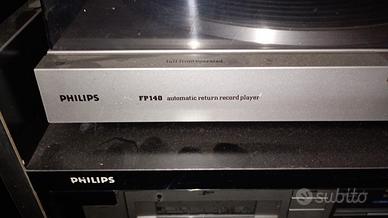 full front operated
PHILIPS FP140 automatic return record player
PHILIPS
subito